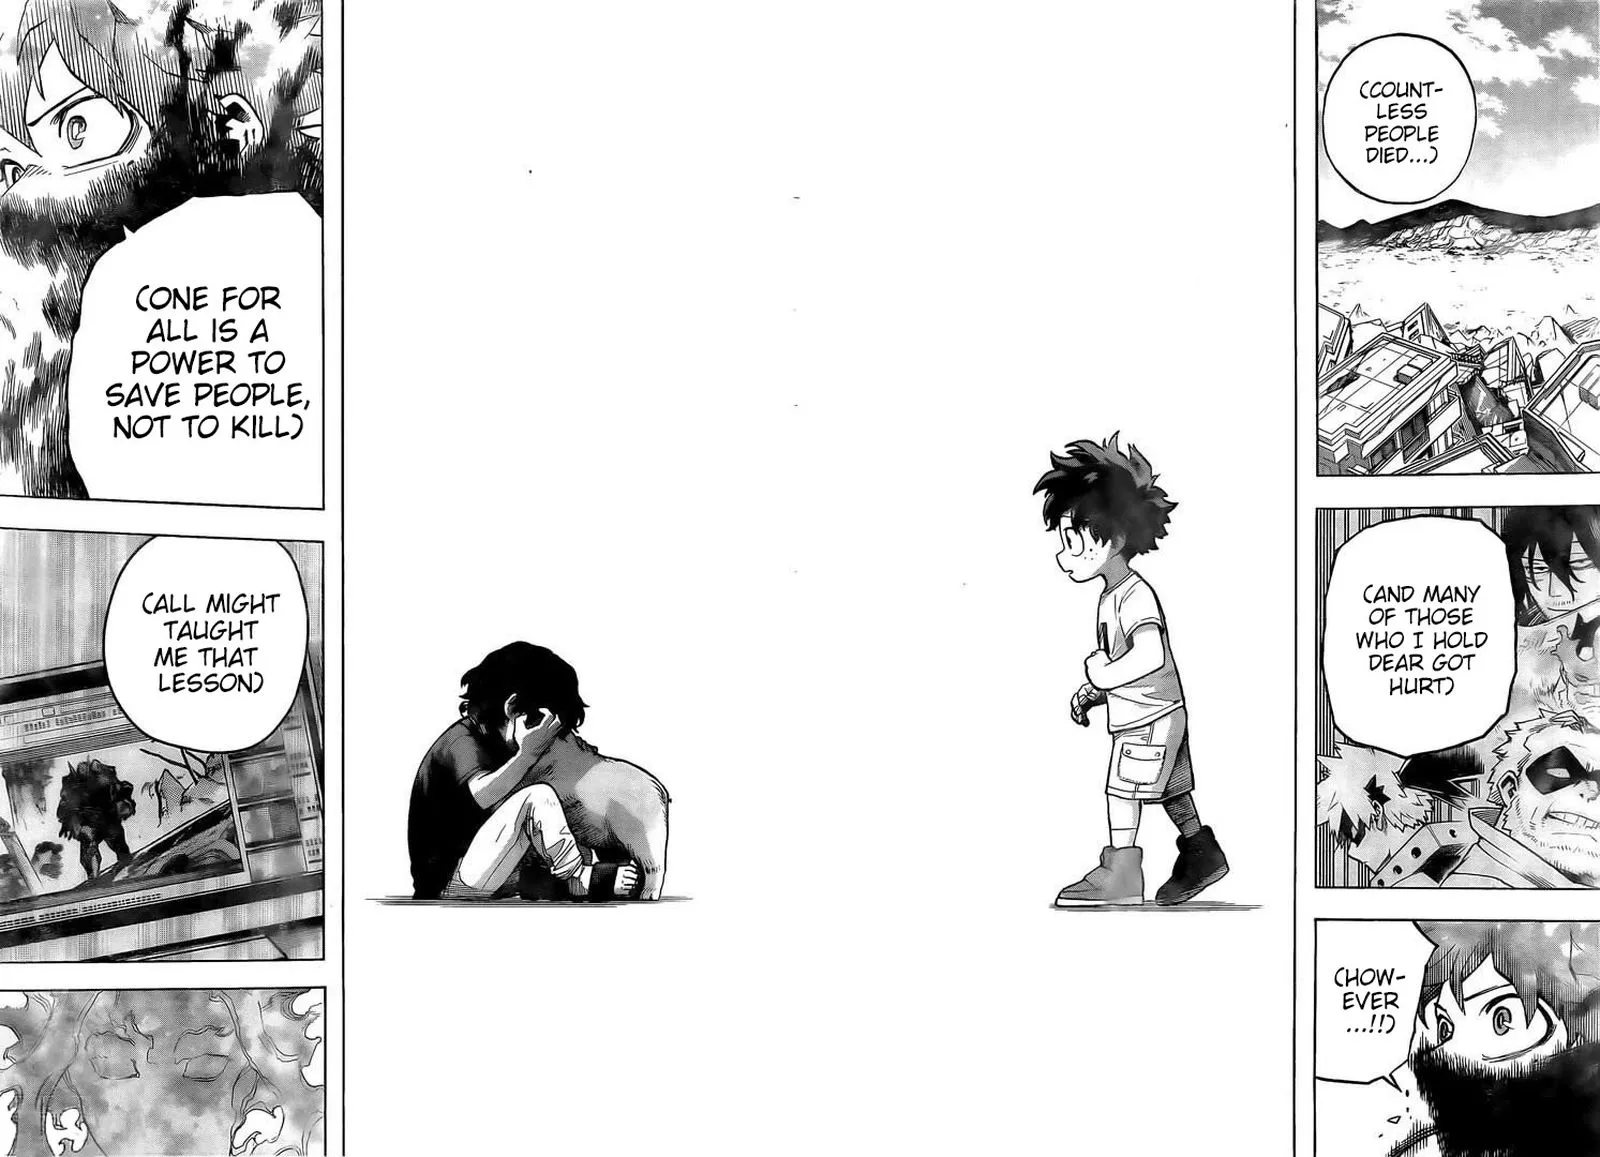 (COUNT-
LESS
PEOPLE
DIED...)
(AND MANY
OF THOSE
WHO I HOLD
DEAR GOT
HURT)
(HOW-
EVER
...!!)
(ONE FOR
ALL IS A
POWER TO
SAVE PEOPLE,
NOT TO KILL)
(ALL MIGHT
TAUGHT
ME THAT
LESSON)